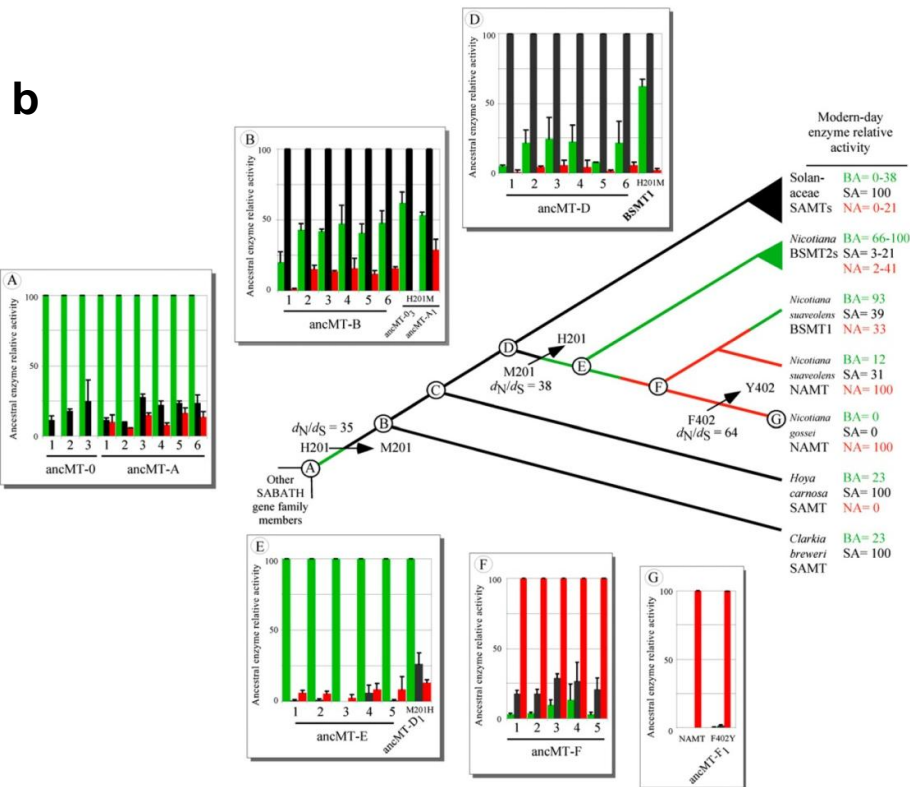 b
D
Ancestral enzyme relative activity
100
50
0
1 2 3 4 5 6 H201M
ancMT-D
BSMT1
B
Ancestral enzyme relative activity
100
50
0
1 2 3 4 5 6 H201M
ancMT-B
ancMT-03
ancMT-A1
A
Ancestral enzyme relative activity
100
50
0
1 2 3 1 2 3 4 5 6
ancMT-0 ancMT-A
Modern-day
enzyme relative
activity
Solan-
aceae
SAMTs
BA= 0-38
SA= 100
NA= 0-21
Nicotiana
BSMT2s
BA= 66-100
SA= 3-21
NA= 2-41
Nicotiana
suaveolens
BSMT1
BA= 93
SA= 39
NA= 33
Nicotiana
suaveolens
NAMT
BA= 12
SA= 31
NA= 100
Nicotiana
gossei
NAMT
BA= 0
SA= 0
NA= 100
Hoya
carnosa
SAMT
BA= 23
SA= 100
NA= 0
Clarkia
breweri
SAMT
BA= 23
SA= 100
D
H201
M201
dN/dS = 38
E
F
Y402
F402
dN/dS = 64
G
C
B
dN/dS = 35
H201
M201
A
Other
SABATH
gene family
members
E
Ancestral enzyme relative activity
100
50
0
1 2 3 4 5 M201H
ancMT-E
ancMT-D1
F
Ancestral enzyme relative activity
100
50
0
1 2 3 4 5
ancMT-F
G
Ancestral enzyme relative activity
100
50
0
NAMT F402Y
ancMT-F1